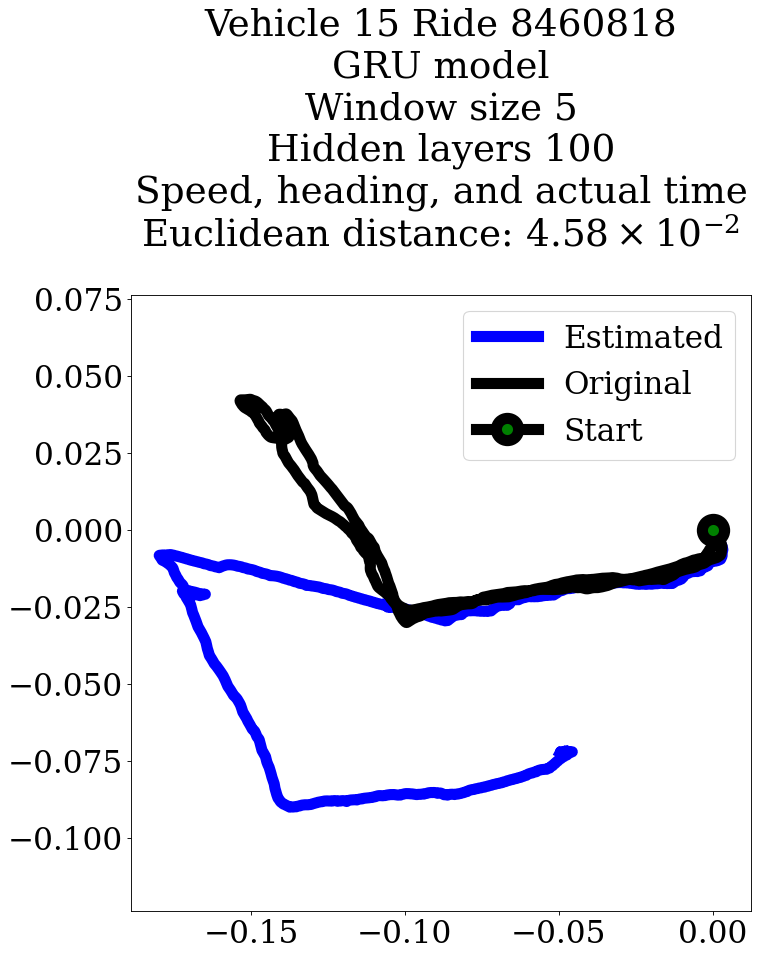 Vehicle 15 Ride 8460818
GRU model
Window size 5
Hidden layers 100
Speed, heading, and actual time
Euclidean distance: 4.58 × 10⁻²
0.075
0.050
0.025
0.000
−0.025
−0.050
−0.075
−0.100
Estimated
Original
Start
−0.15 −0.10 −0.05 0.00